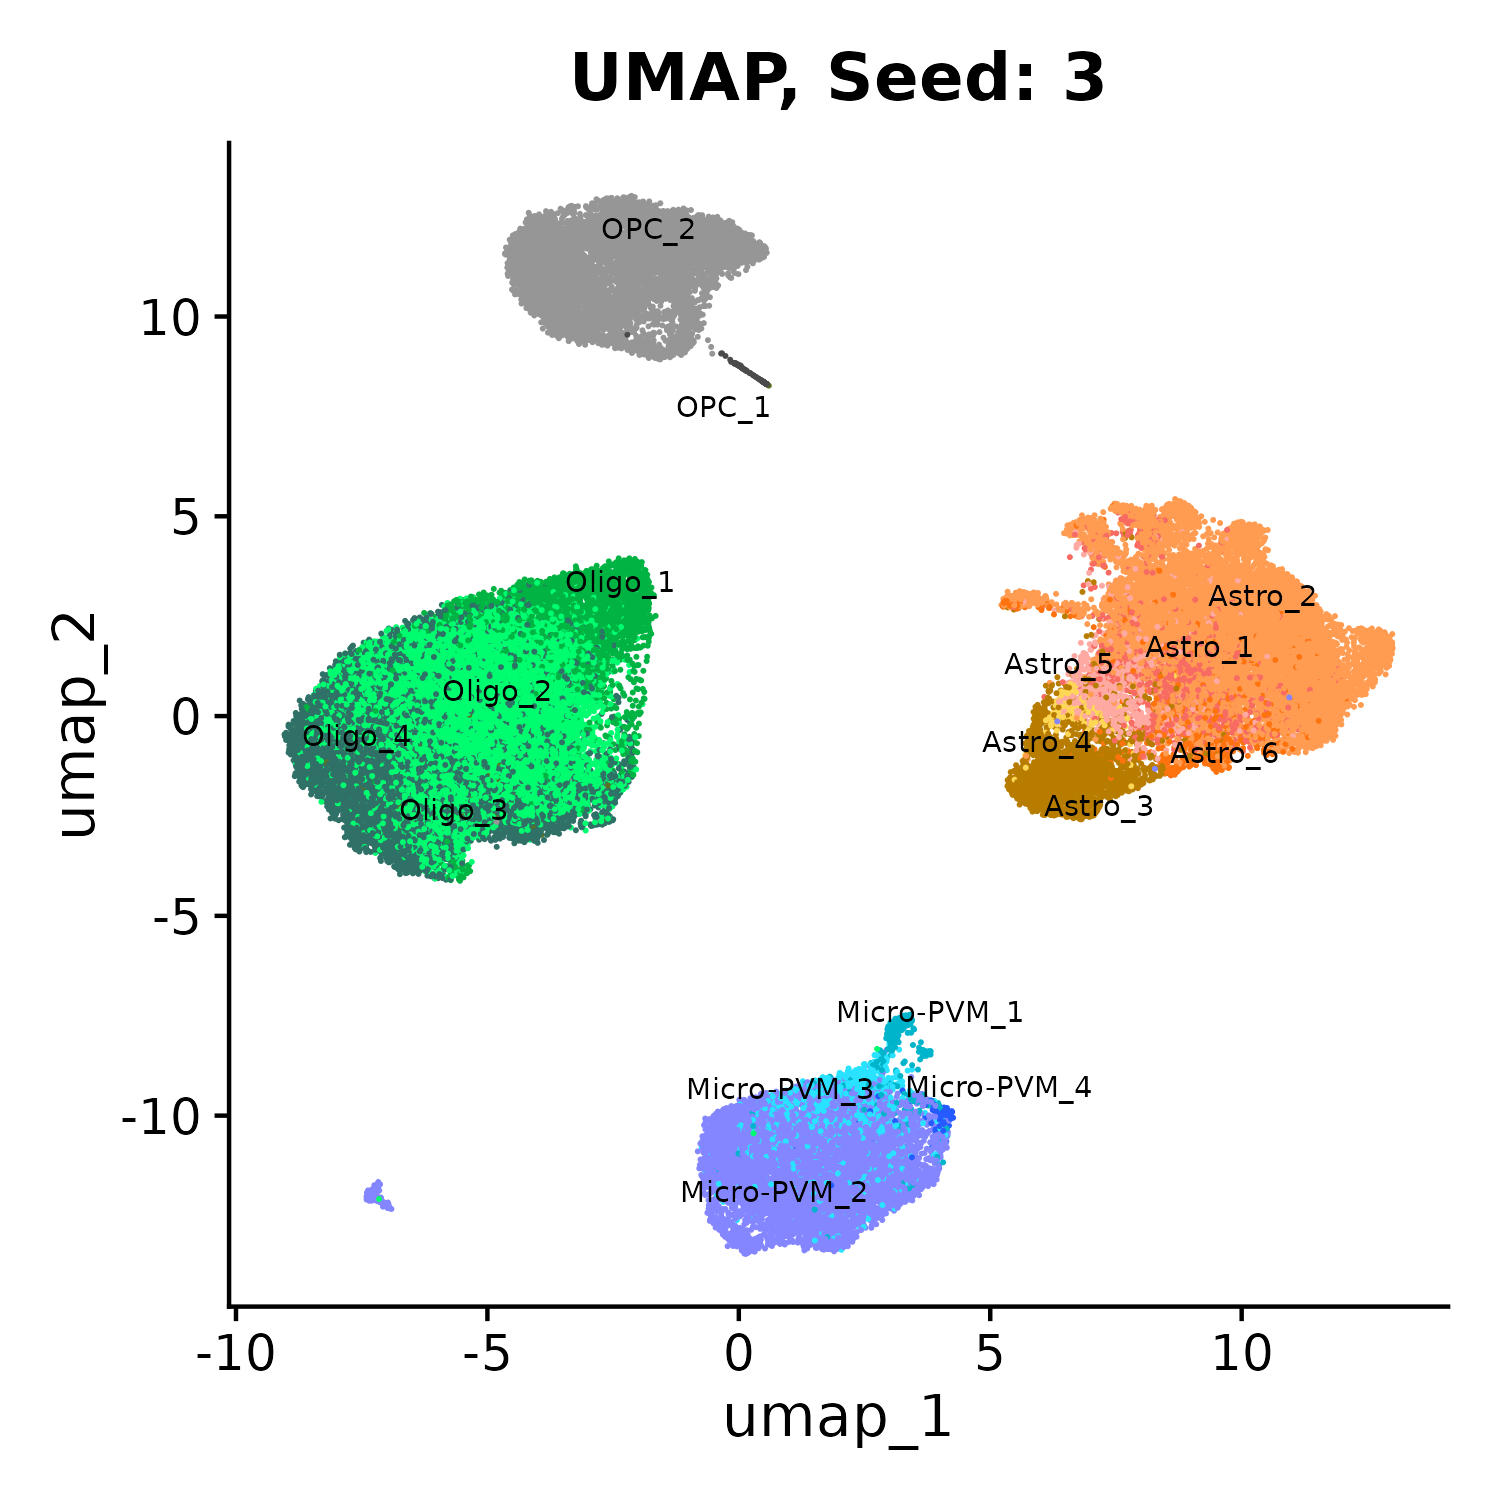 UMAP, Seed: 3
OPC_2
10
OPC_1
5
Oligo_1
Astro_2
Astro_1
Astro_5
Oligo_2
0
Oligo_4
Astro_4
Astro_6
Oligo_3
Astro_3
-5
Micro-PVM_1
Micro-PVM_3
Micro-PVM_4
-10
Micro-PVM_2
umap_2
-10 -5 0 5 10
umap_1